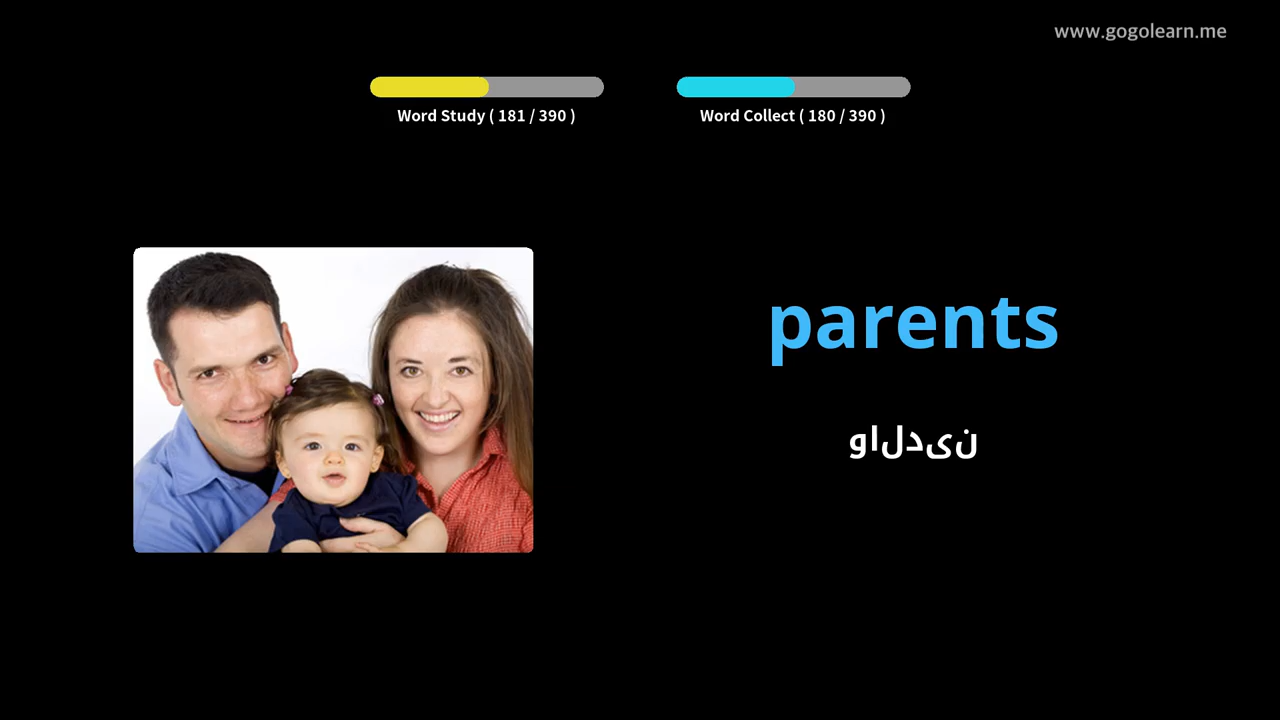 www.gogolearn.me
Word Study ( 181 / 390 )
Word Collect ( 180 / 390 )
parents
والدین